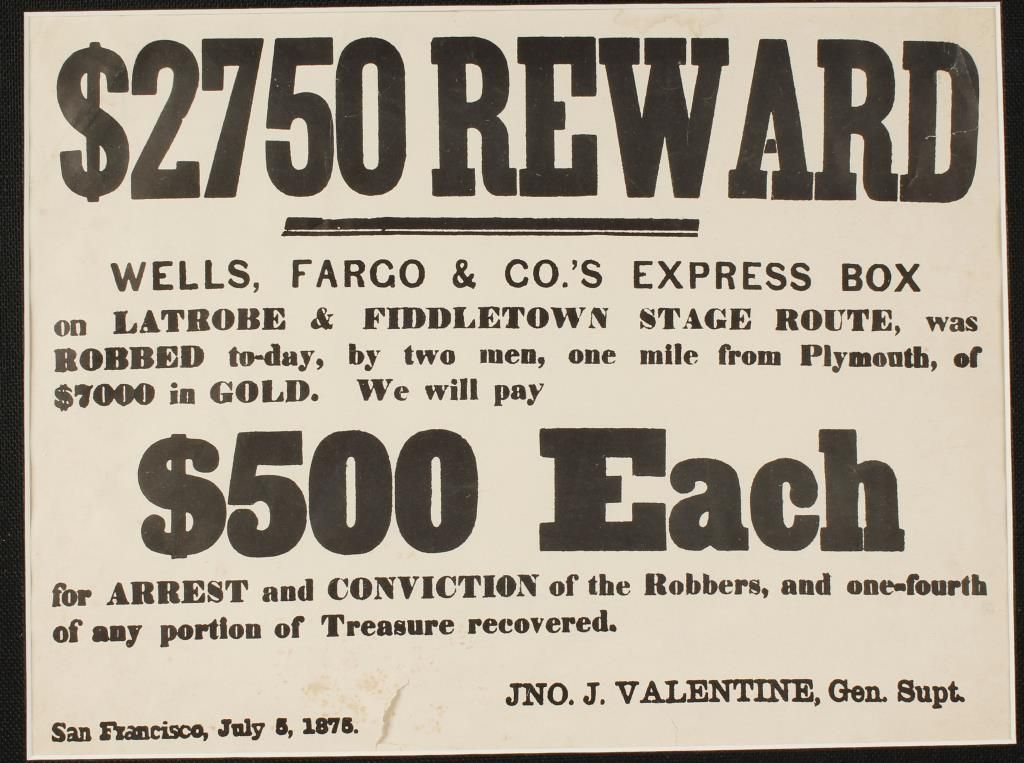 $2750 REWARD
WELLS, FARGO & CO.'S EXPRESS BOX
on LATROBE & FIDDLETOWN STAGE ROUTE, was
ROBBED to-day, by two men, one mile from Plymouth, of
$7000 in GOLD. We will pay
$500 Each
for ARREST and CONVICTION of the Robbers, and one-fourth
of any portion of Treasure recovered.
JNO. J. VALENTINE, Gen. Supt.
San Francisco, July 5, 1875.